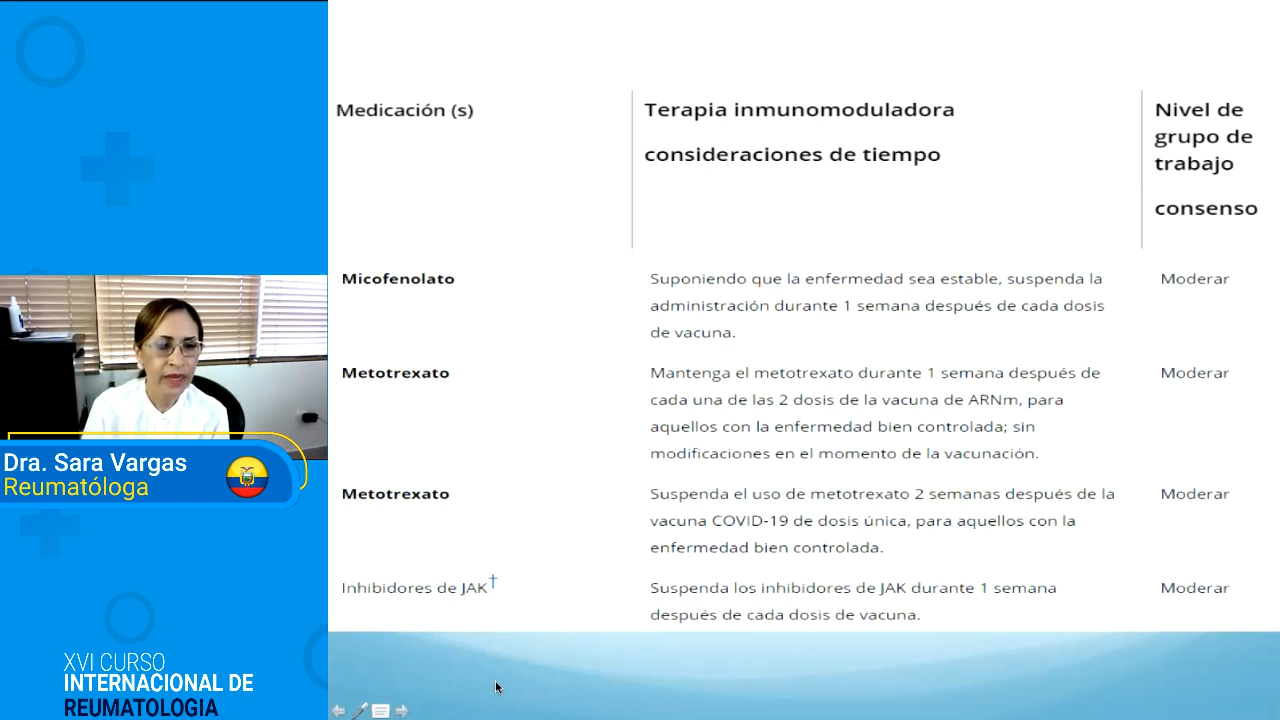 Medicación (s)
Terapia inmunomoduladora
consideraciones de tiempo
Nivel de
grupo de
trabajo
consenso
Micofenolato
Suponiendo que la enfermedad sea estable, suspenda la
administración durante 1 semana después de cada dosis
de vacuna.
Moderar
Metotrexato
Mantenga el metotrexato durante 1 semana después de
cada una de las 2 dosis de la vacuna de ARNm, para
aquellos con la enfermedad bien controlada; sin
modificaciones en el momento de la vacunación.
Moderar
Metotrexato
Suspenda el uso de metotrexato 2 semanas después de la
vacuna COVID-19 de dosis única, para aquellos con la
enfermedad bien controlada.
Moderar
Inhibidores de JAK†
Suspenda los inhibidores de JAK durante 1 semana
después de cada dosis de vacuna.
Moderar
Dra. Sara Vargas
Reumatóloga
XVI CURSO
INTERNACIONAL DE
REUMATOLOGIA